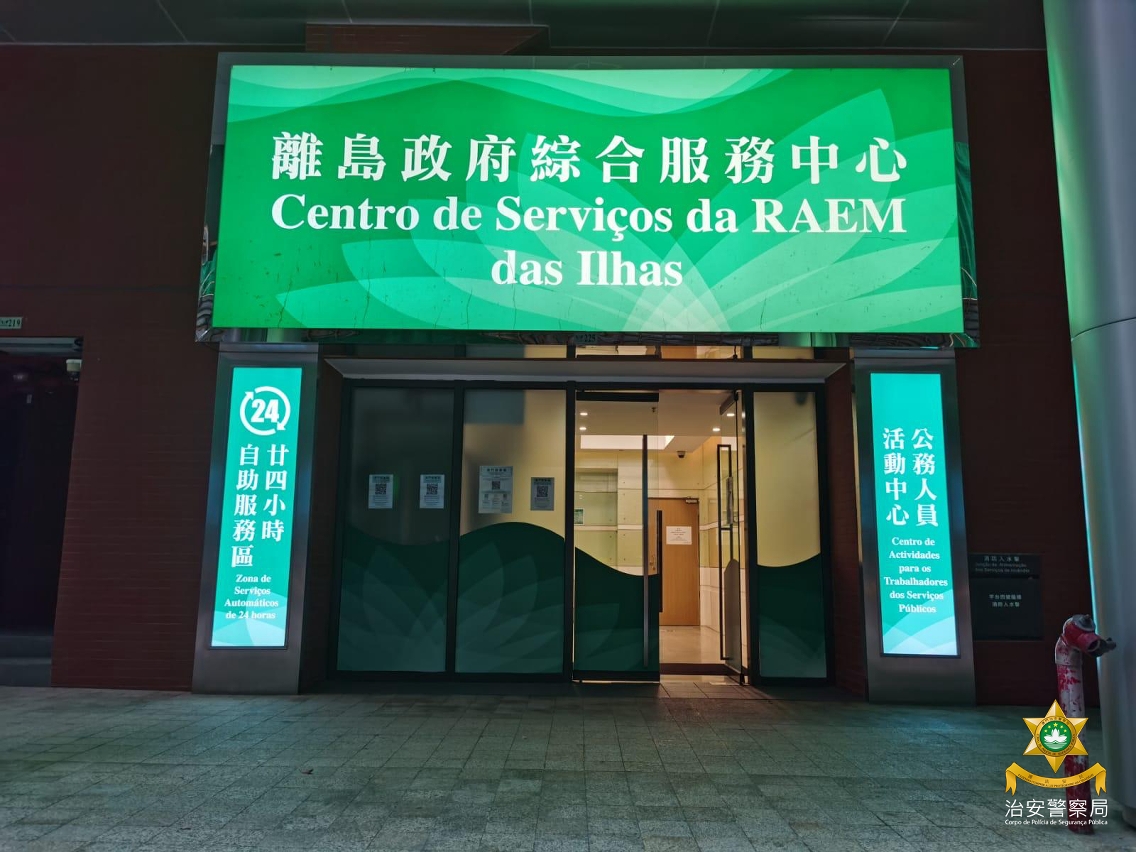 離島政府綜合服務中心
Centro de Serviços da RAEM
das Ilhas
24
廿四小時
自助服務區
Zona de
Serviços
Automáticos
de 24 horas
公務人員
活動中心
Centro de
Actividades
para os
Trabalhadores
dos Serviços
Públicos
219
225
治安警察局
Corpo de Polícia de Segurança Pública